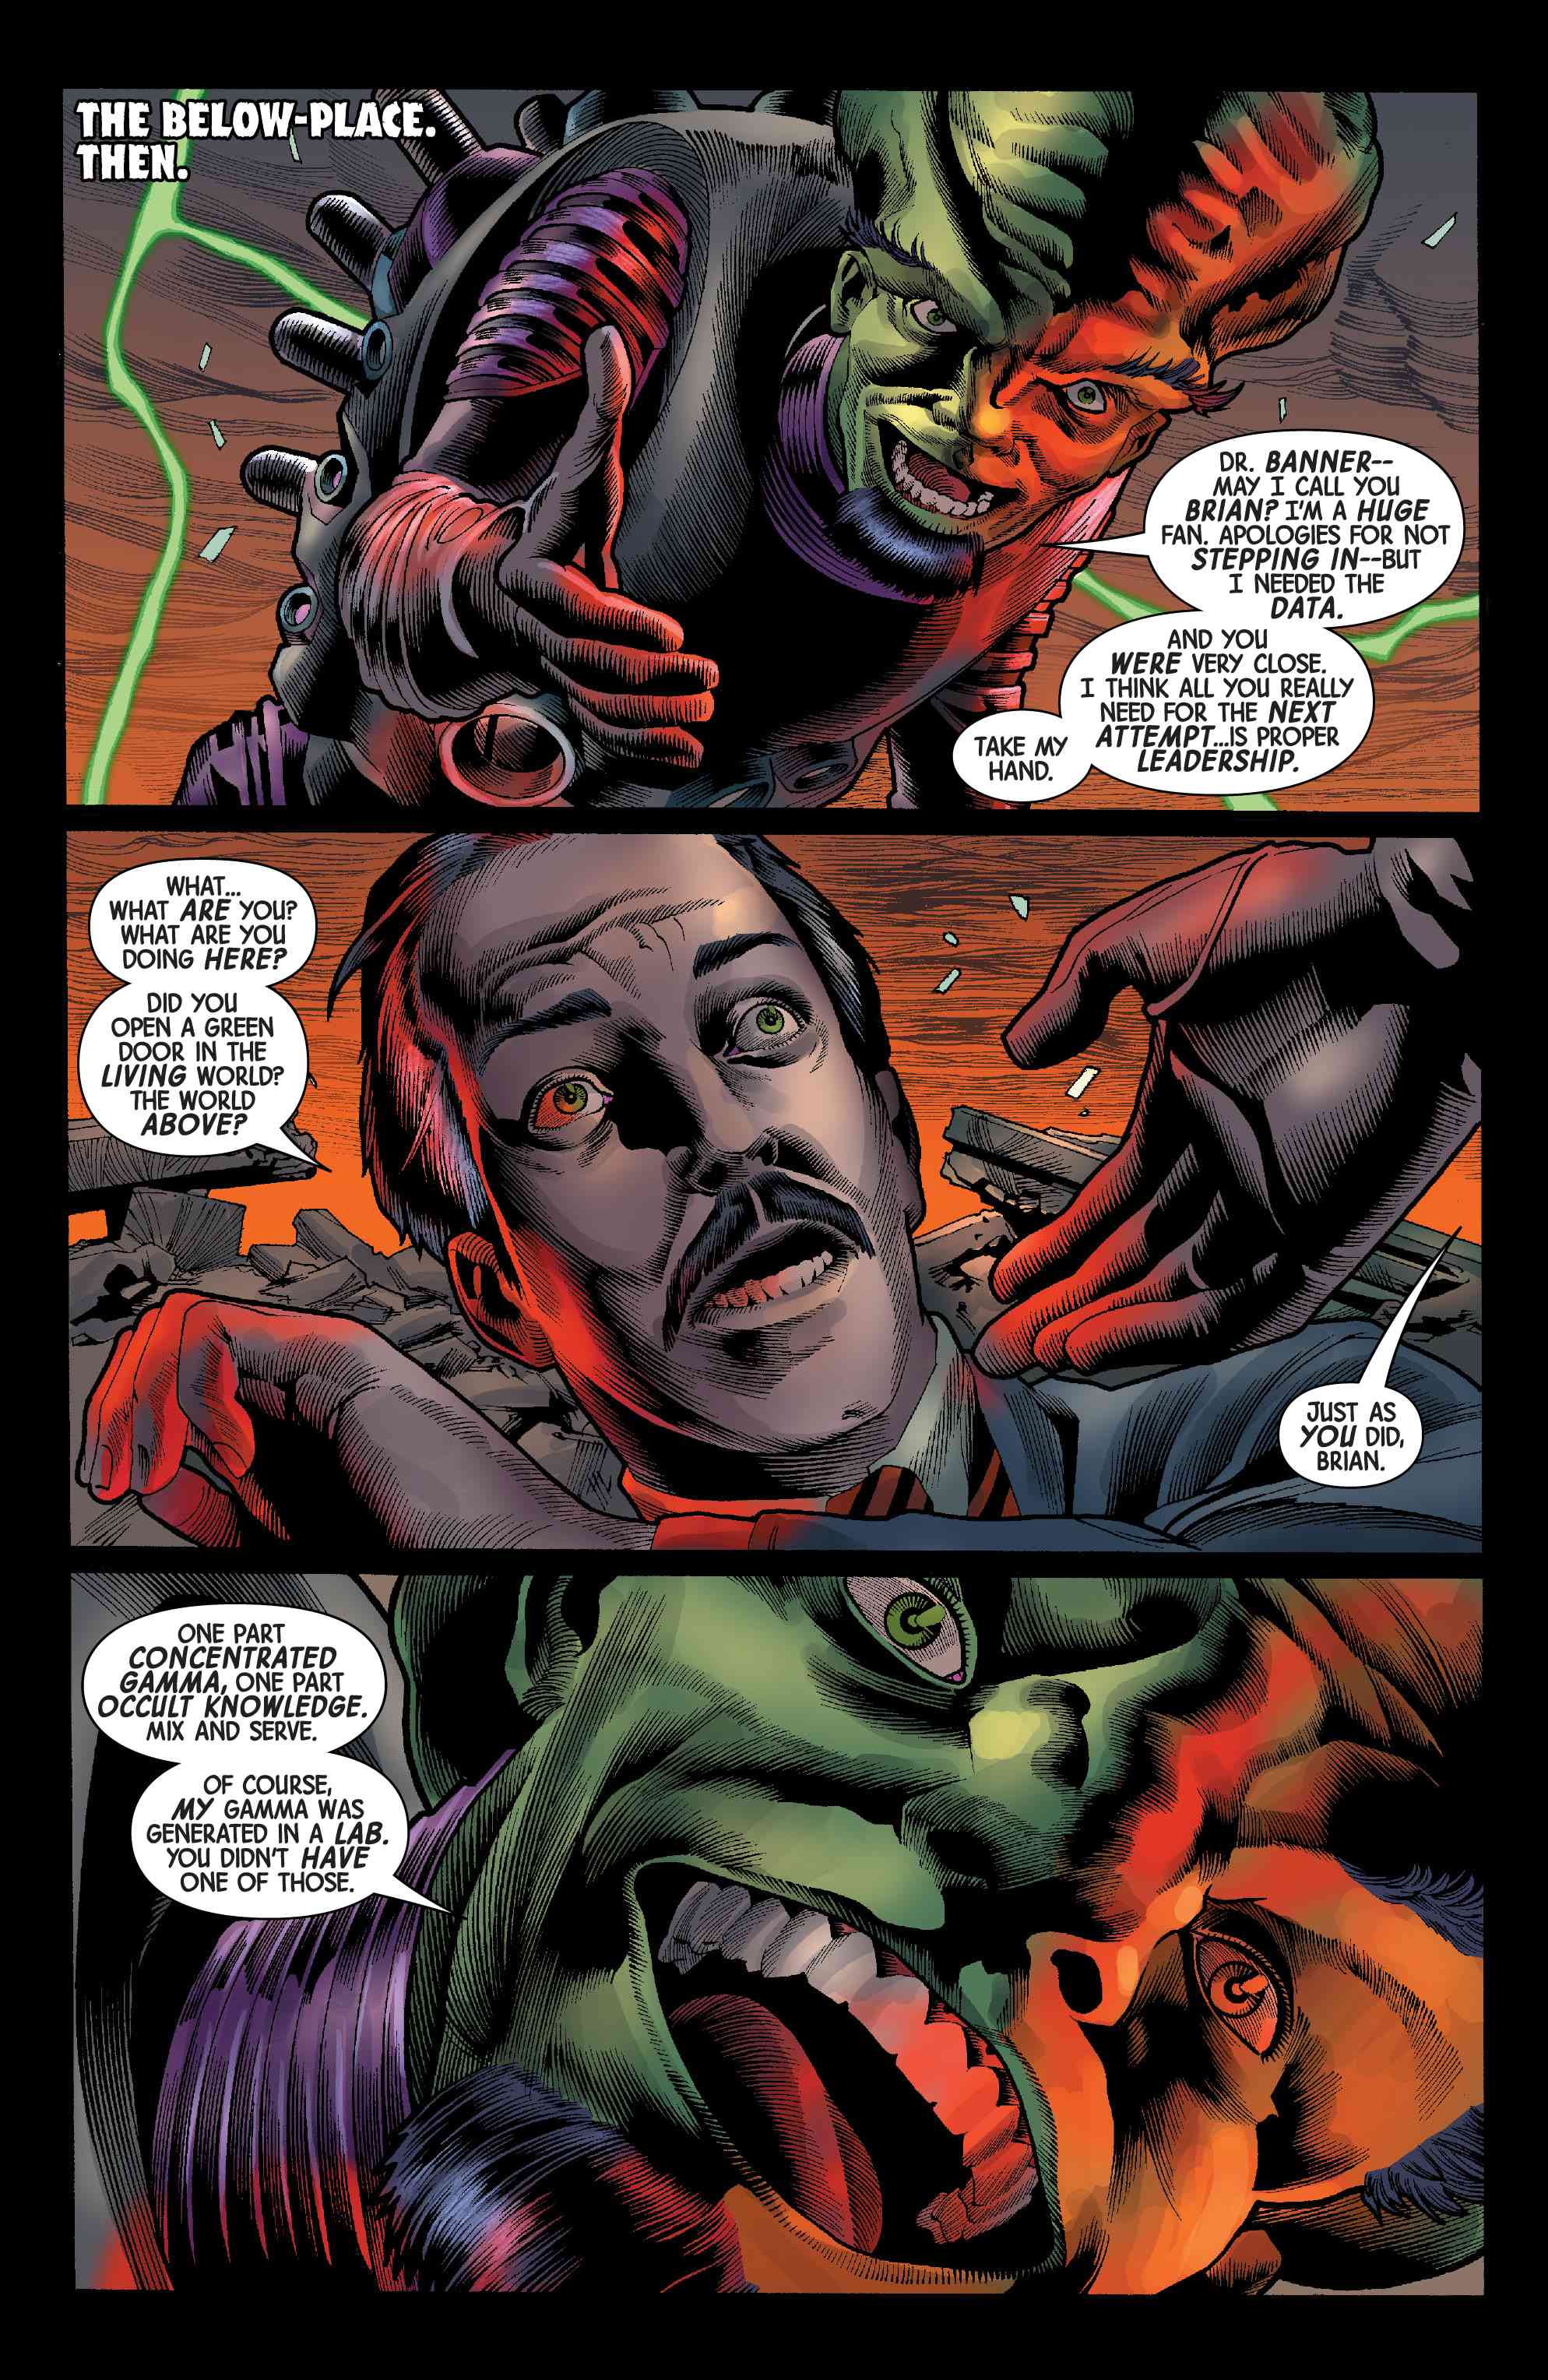 THE BELOW-PLACE.
THEN.
DR. BANNER--
MAY I CALL YOU
BRIAN? I'M A HUGE
FAN. APOLOGIES FOR NOT
STEPPING IN--BUT
I NEEDED THE
DATA.
AND YOU
WERE VERY CLOSE.
I THINK ALL YOU REALLY
NEED FOR THE NEXT
ATTEMPT...IS PROPER
LEADERSHIP.
TAKE MY
HAND.
WHAT...
WHAT ARE YOU?
WHAT ARE YOU
DOING HERE?
DID YOU
OPEN A GREEN
DOOR IN THE
LIVING WORLD?
THE WORLD
ABOVE?
JUST AS
YOU DID,
BRIAN.
ONE PART
CONCENTRATED
GAMMA, ONE PART
OCCULT KNOWLEDGE.
MIX AND SERVE.
OF COURSE,
MY GAMMA WAS
GENERATED IN A LAB.
YOU DIDN'T HAVE
ONE OF THOSE.